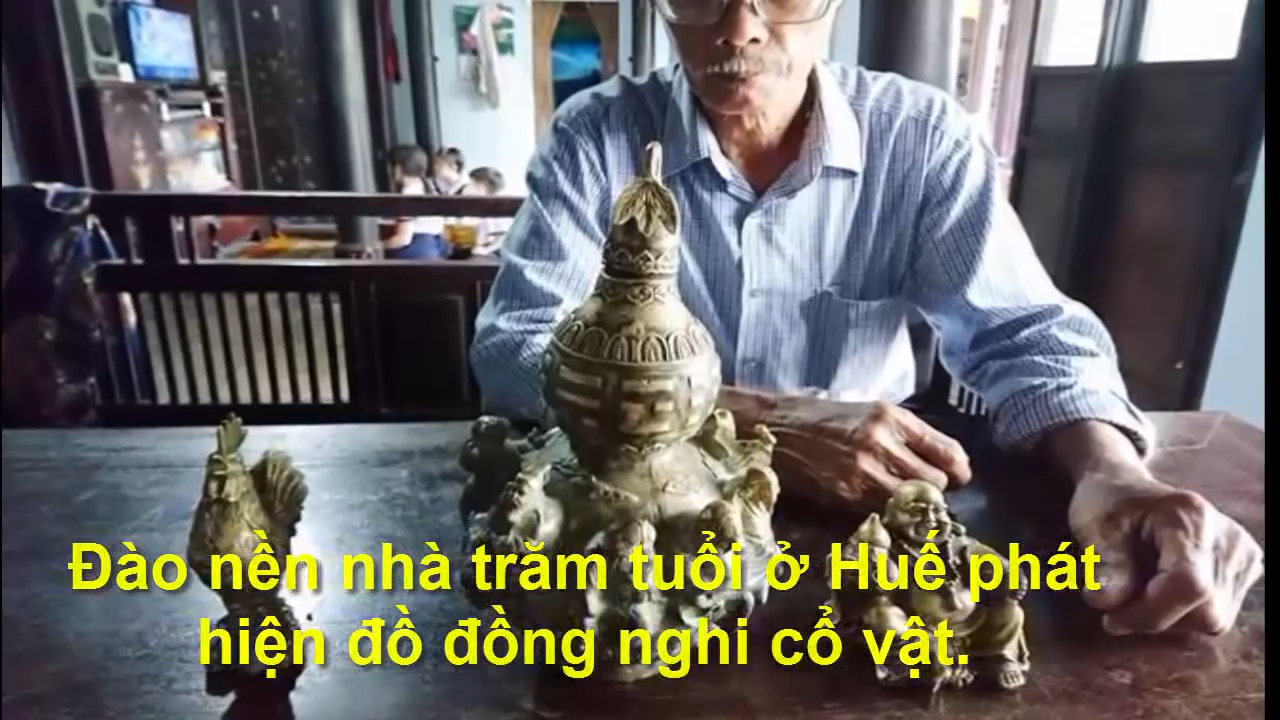 Đào nền nhà trăm tuổi ở Huế phát
hiện đồ đồng nghi cổ vật.